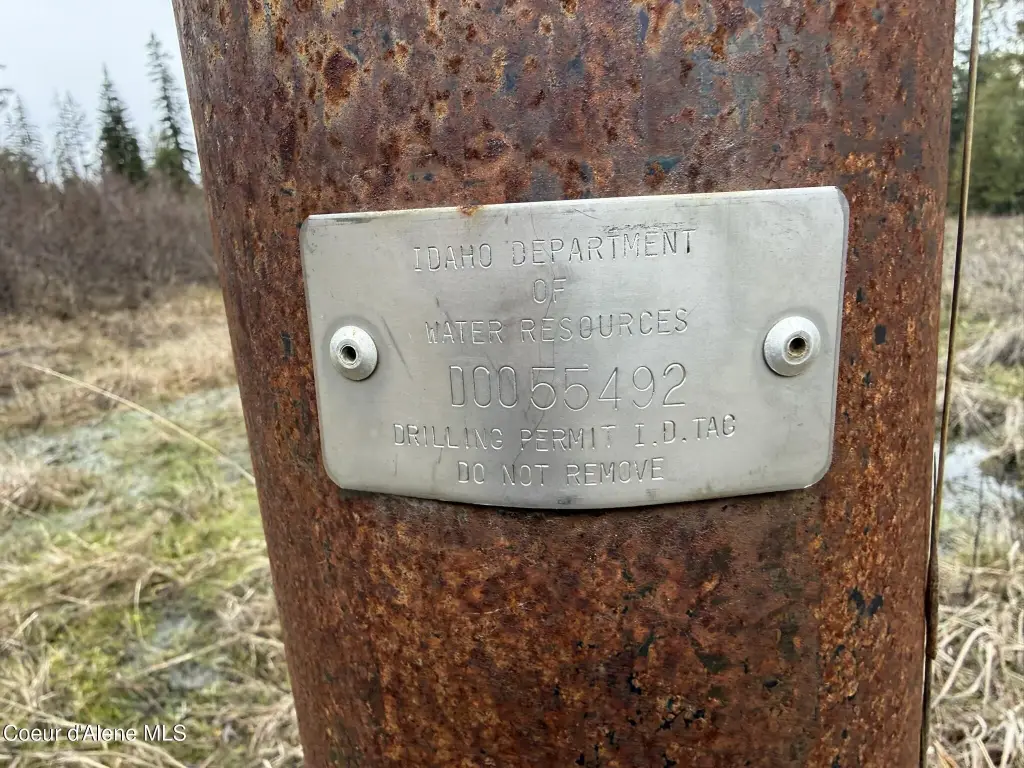 IDAHO DEPARTMENT
OF
WATER RESOURCES
D0055492
DRILLING PERMIT I.D.TAG
DO NOT REMOVE
Coeur d'Alene MLS